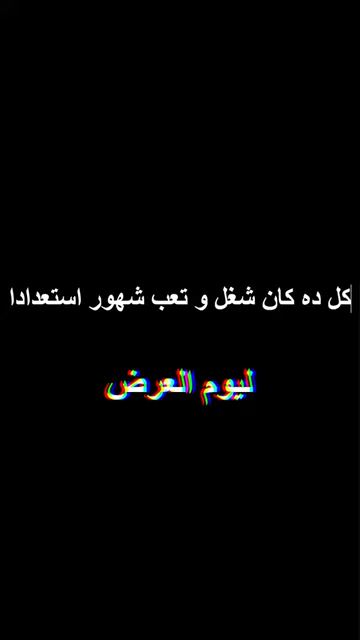 كل ده كان شغل و تعب شهور استعدادا
ليوم العرض